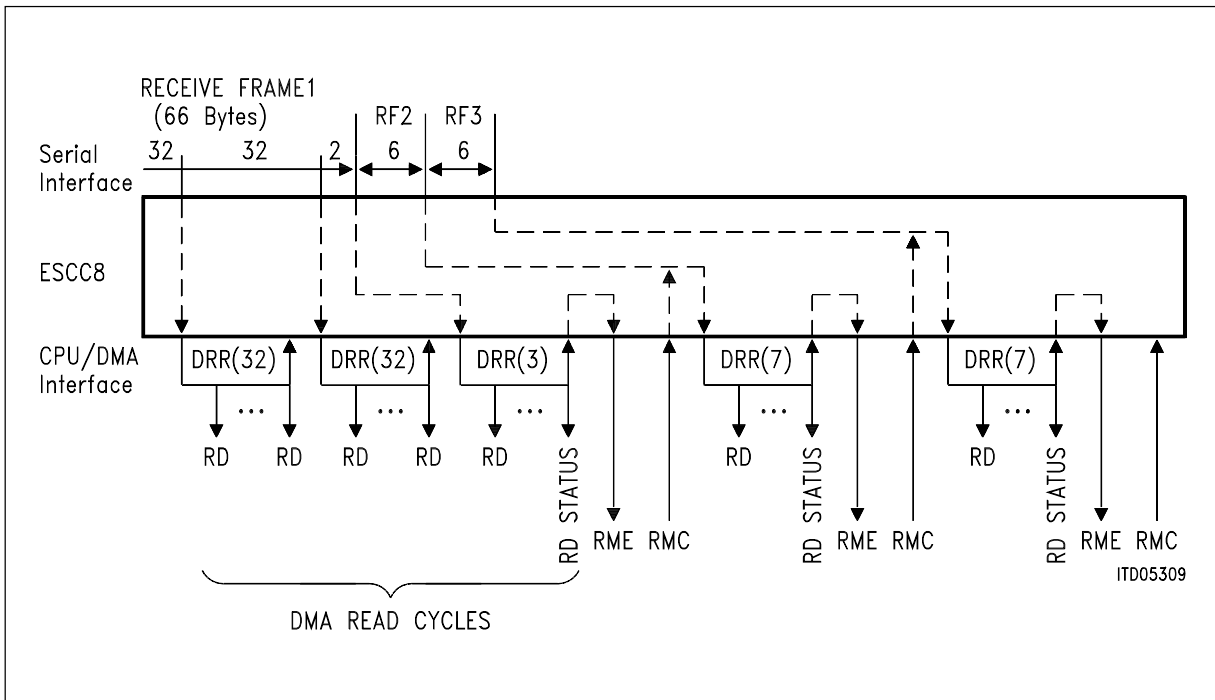 RECEIVE FRAME1
(66 Bytes)
RF2
RF3
Serial
Interface
32
32
2
6
6
ESCC8
CPU/DMA
Interface
DRR(32)
DRR(32)
DRR(3)
DRR(7)
DRR(7)
...
...
...
...
...
RD
RD
RD
RD
RD
RD STATUS
RME
RMC
RD
RD STATUS
RME
RMC
RD
RD STATUS
RME
RMC
ITD05309
DMA READ CYCLES